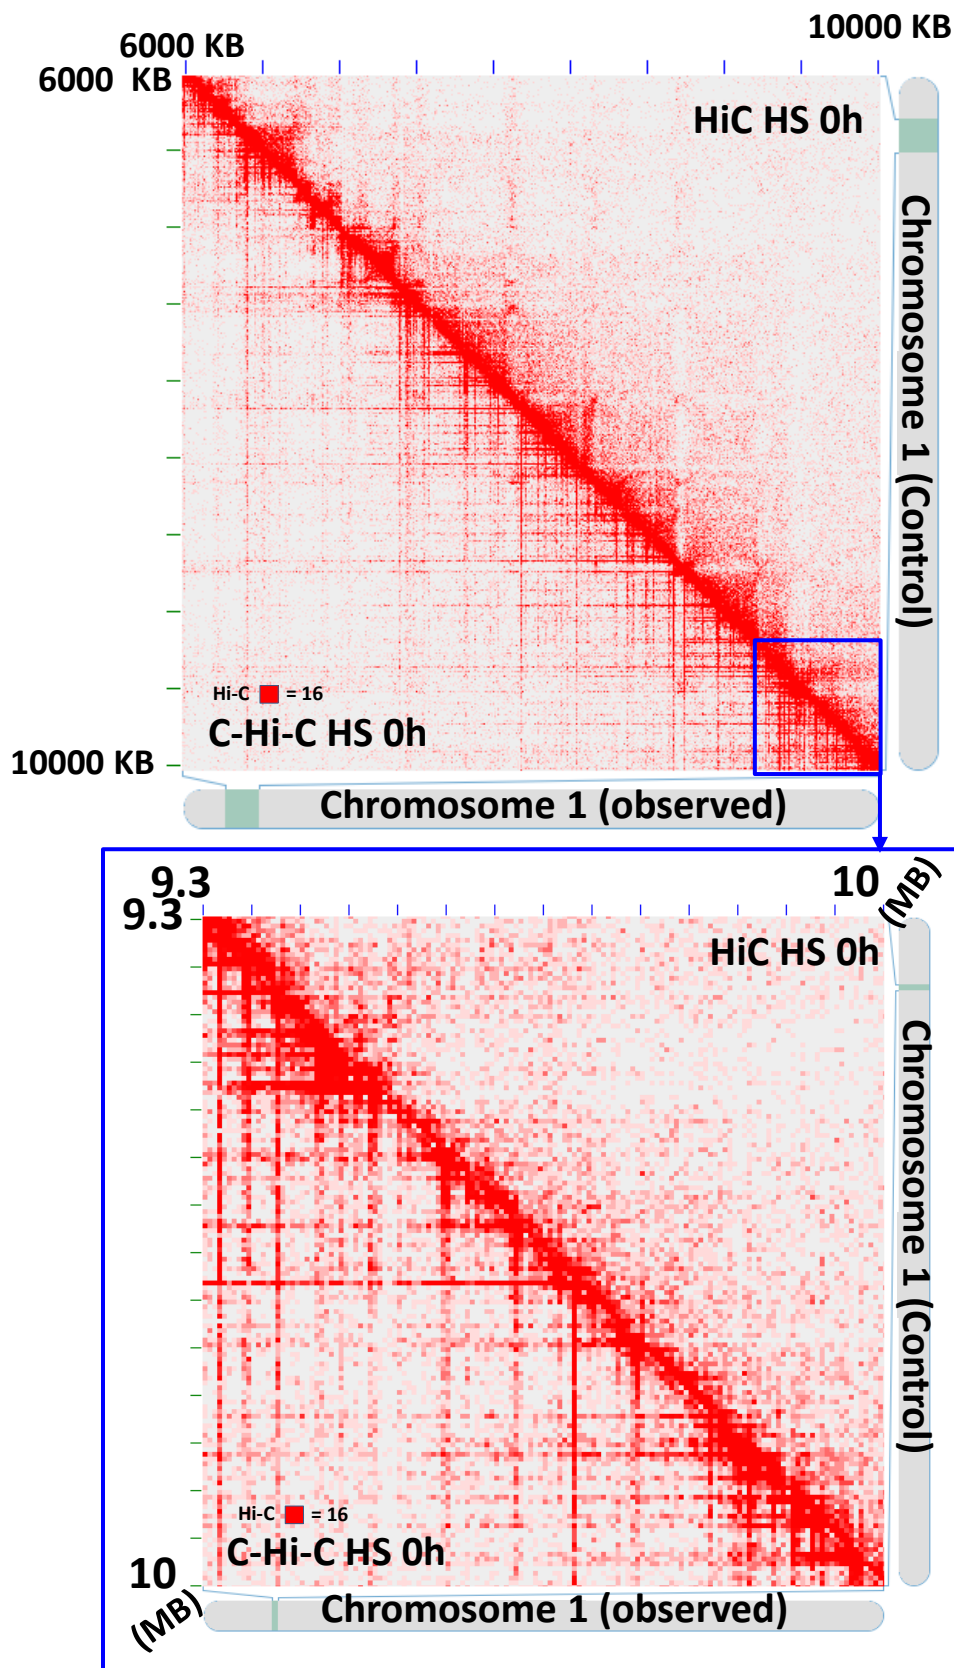 10000 KB
6000 KB
6000 KB
HiC HS 0h
Chromosome 1 (Control)
Hi-C = 16
C-Hi-C HS 0h
10000 KB
Chromosome 1 (observed)
9.3
10
(MB)
9.3
HiC HS 0h
Chromosome 1 (Control)
Hi-C = 16
C-Hi-C HS 0h
10
(MB)
Chromosome 1 (observed)